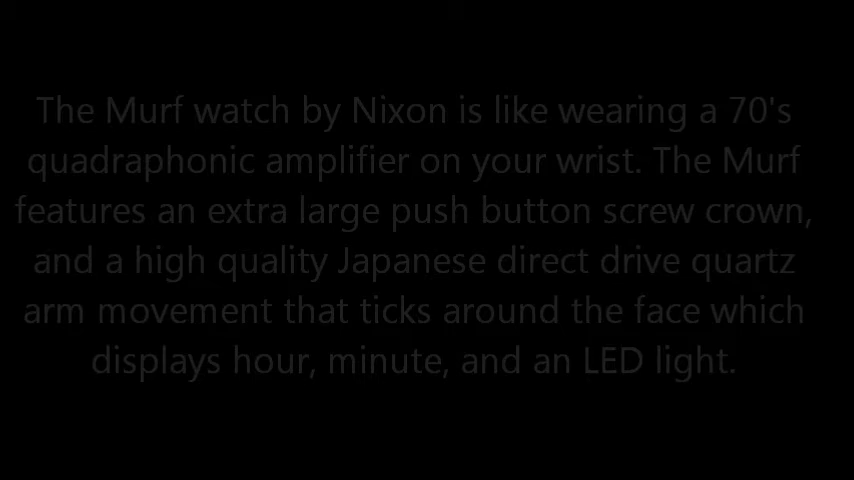 The Murf watch by Nixon is like wearing a 70's
quadraphonic amplifier on your wrist. The Murf
features an extra large push button screw crown,
and a high quality Japanese direct drive quartz
arm movement that ticks around the face which
displays hour, minute, and an LED light.